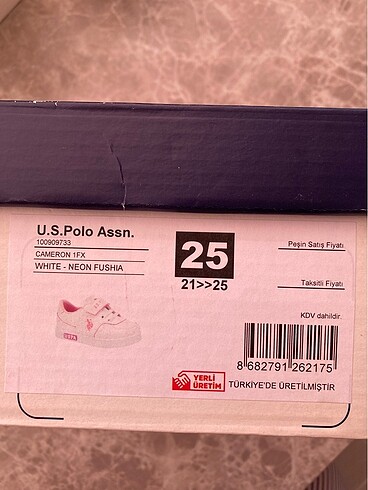 U.S.Polo Assn.
100909733
CAMERON 1FX
WHITE - NEON FUSHIA
25
21>>25
Peşin Satış Fiyatı
Taksitli Fiyatı
KDV dahildir.
8 682791 262175
YERLİ
ÜRETİM
TÜRKİYE'DE ÜRETİLMİŞTİR